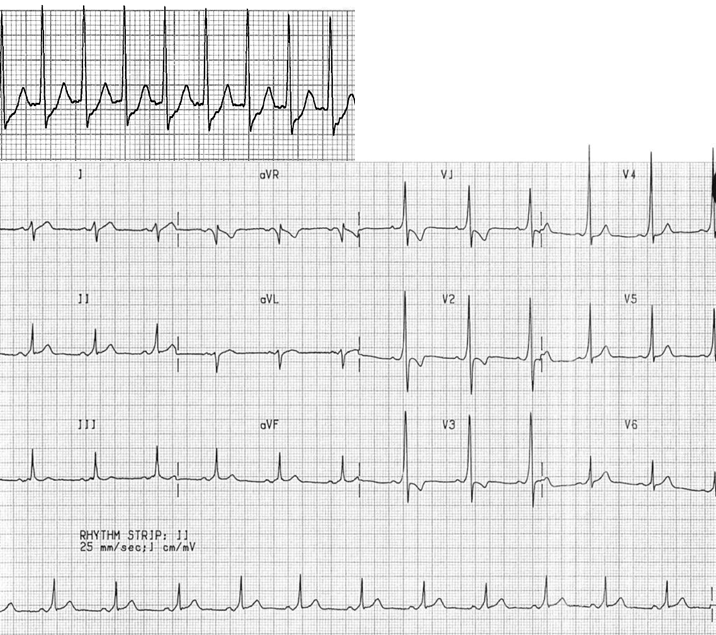 I aVR V1 V4
II aVL V2 V5
III aVF V3 V6
RHYTHM STRIP: II
25 mm/sec;1 cm/mV